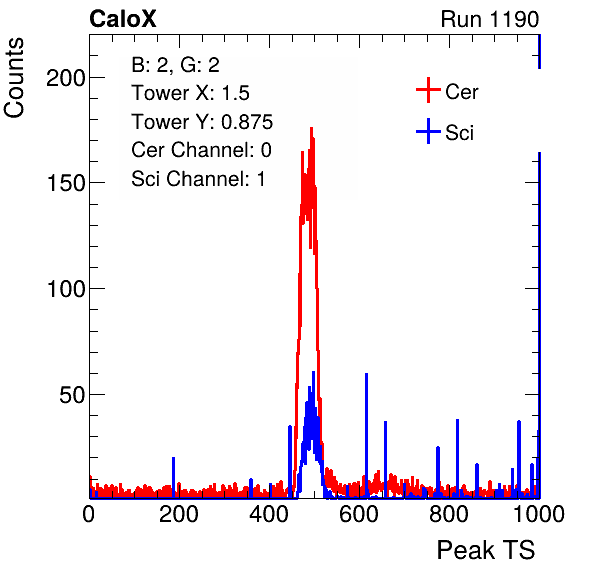 CaloX Run 1190
Counts
B: 2, G: 2
Tower X: 1.5
Tower Y: 0.875
Cer Channel: 0
Sci Channel: 1
Cer
Sci
200
150
100
50
0 200 400 600 800 1000
Peak TS